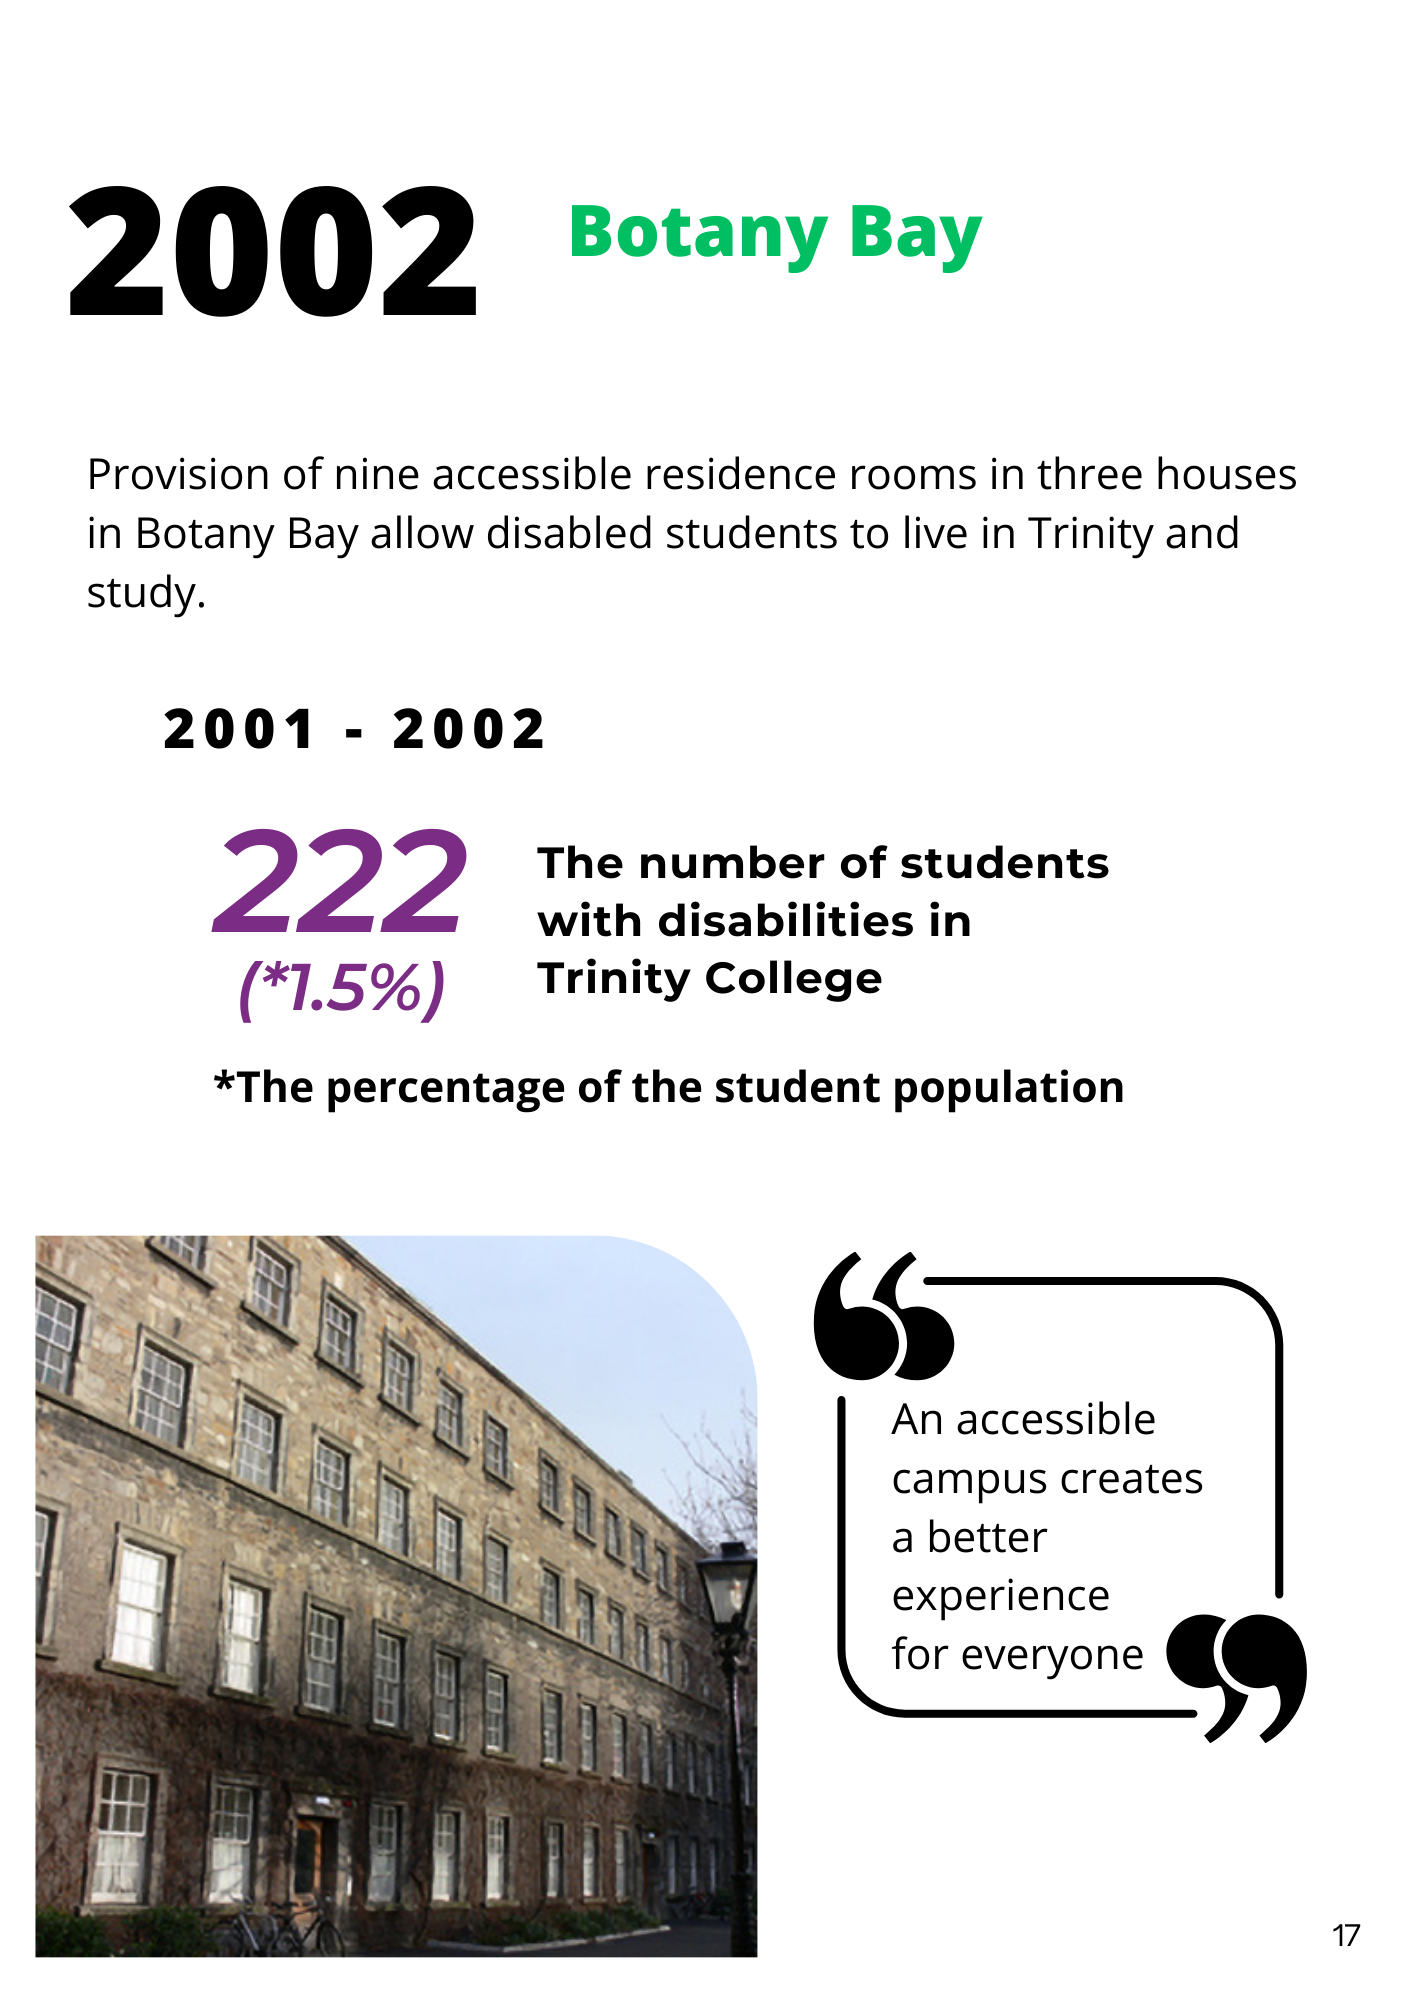 2002
Botany Bay
Provision of nine accessible residence rooms in three houses
in Botany Bay allow disabled students to live in Trinity and
study.
2001 - 2002
222
(*1.5%)
The number of students
with disabilities in
Trinity College
*The percentage of the student population
An accessible
campus creates
a better
experience
for everyone
17